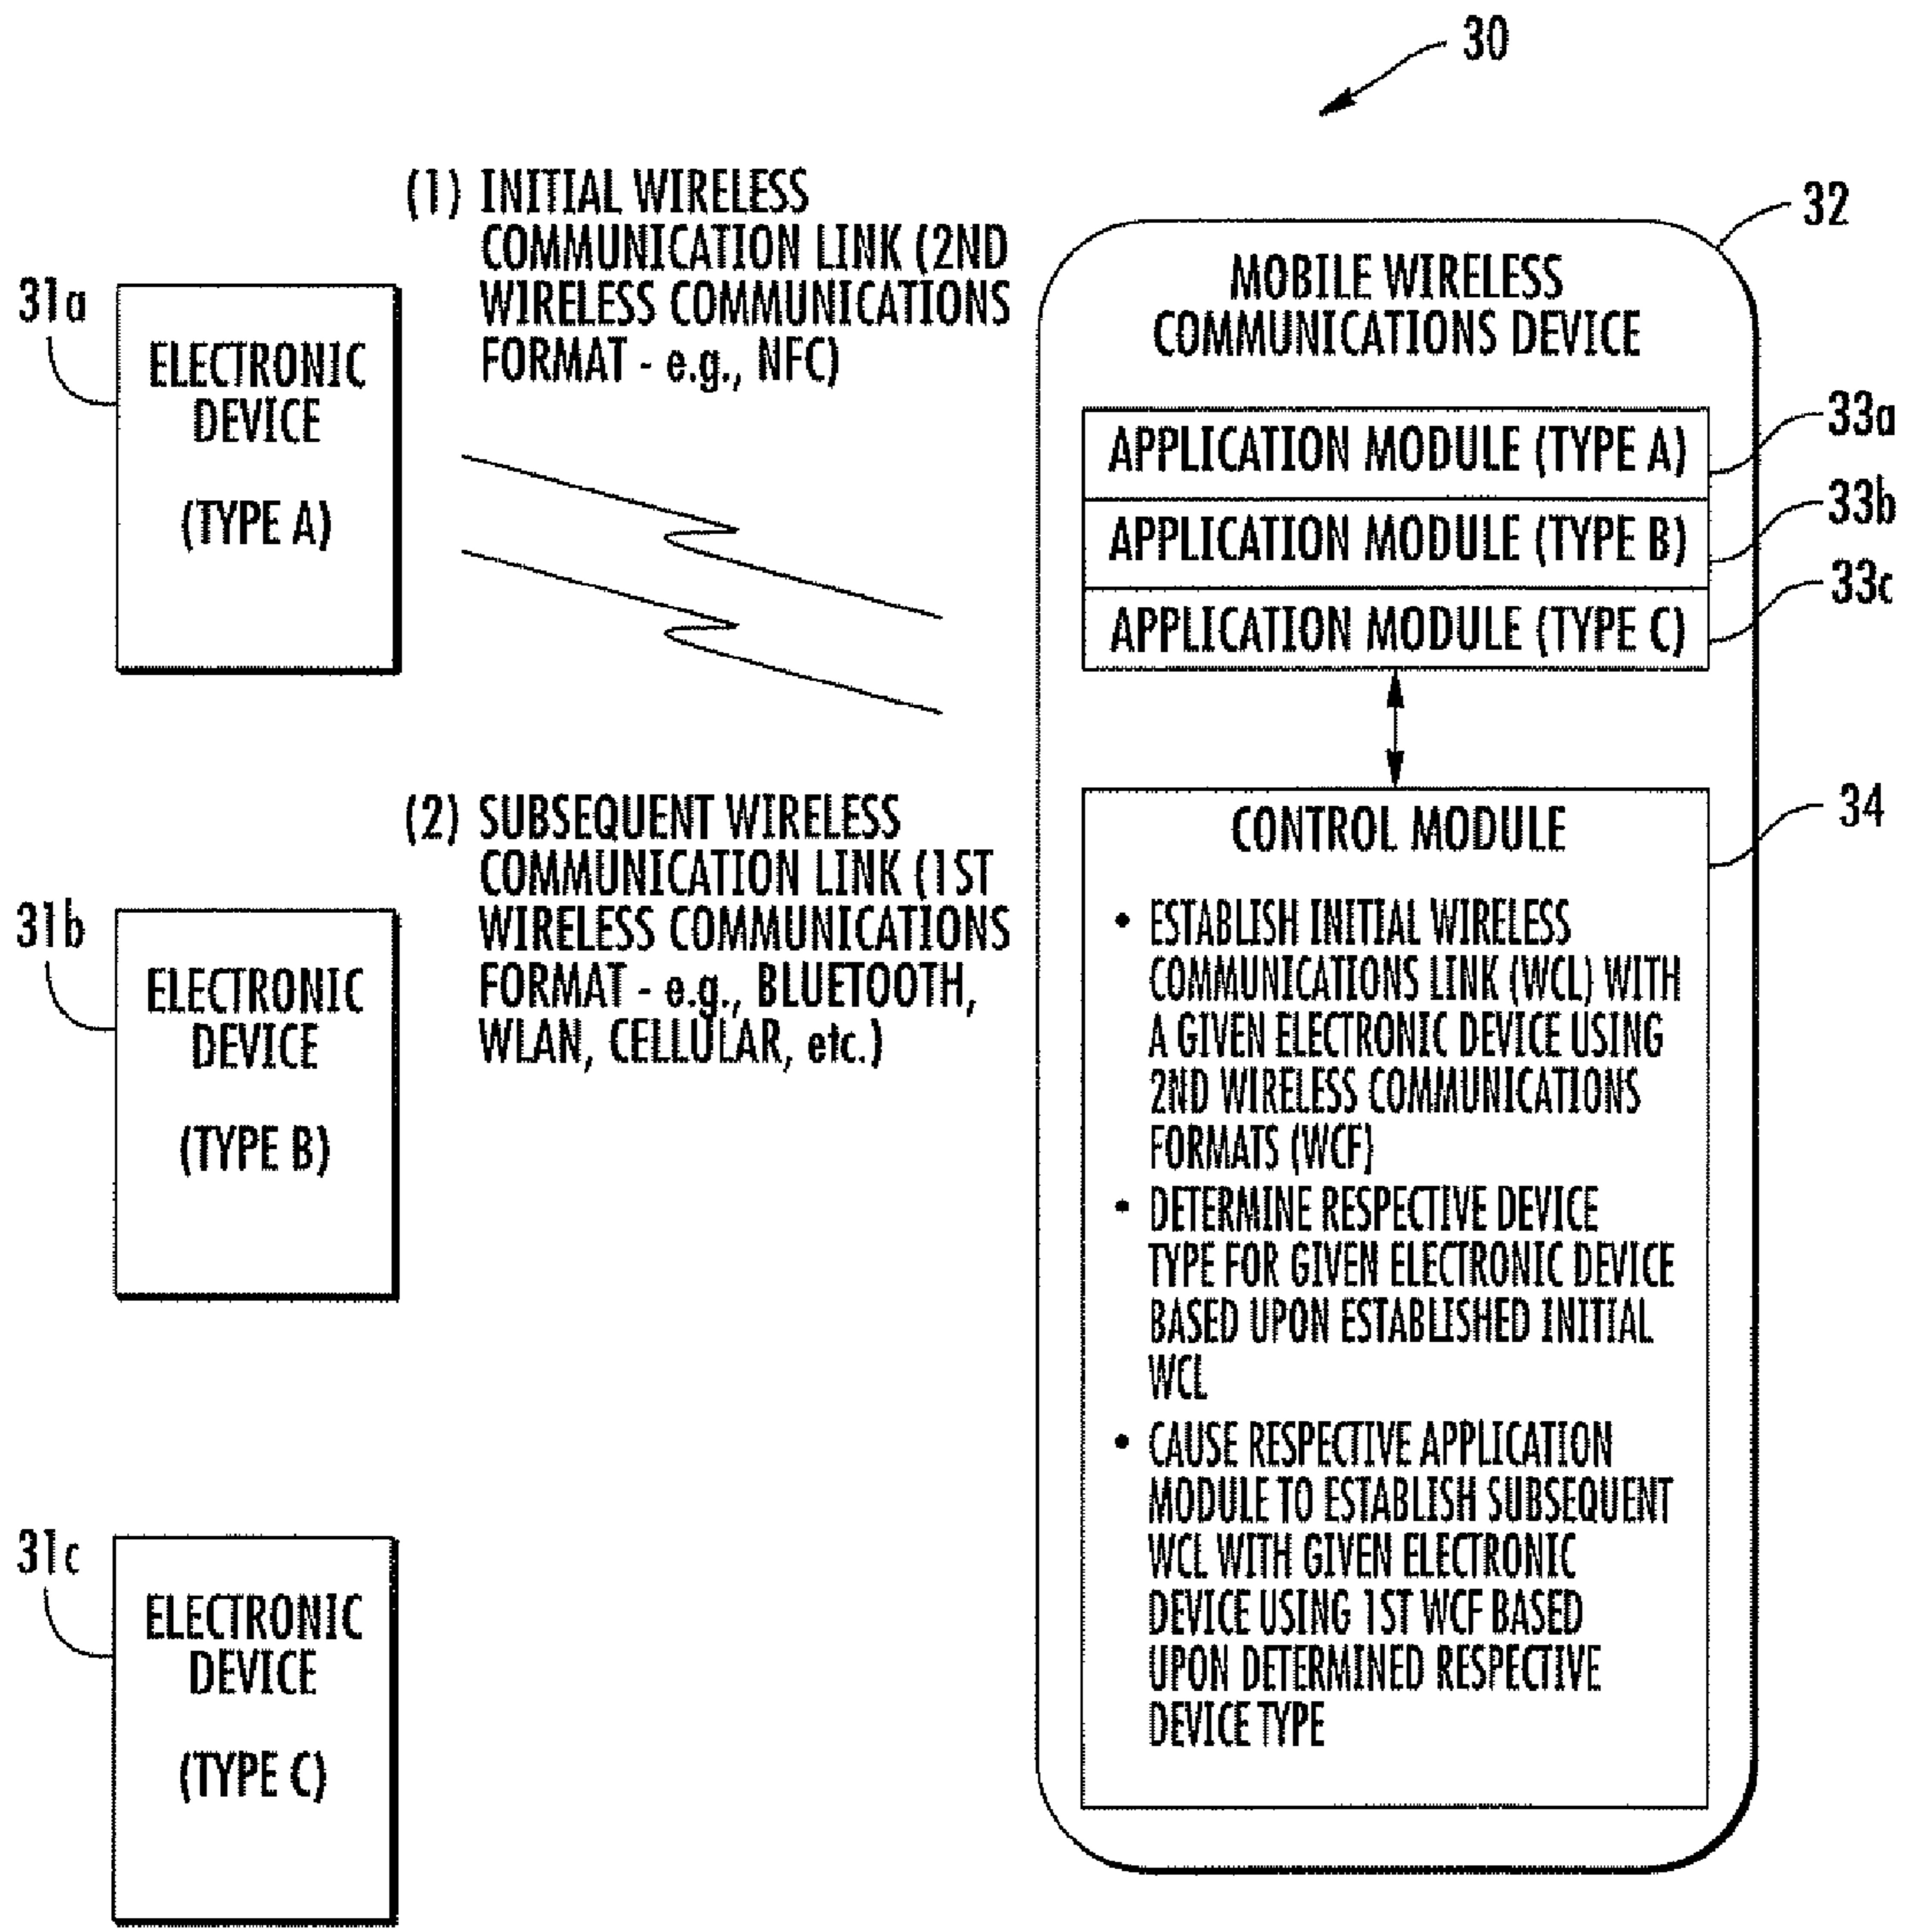 30
(1) INITIAL WIRELESS
COMMUNICATION LINK (2ND
WIRELESS COMMUNICATIONS
FORMAT - e.g., NFC)
31a
ELECTRONIC
DEVICE
(TYPE A)
(2) SUBSEQUENT WIRELESS
COMMUNICATION LINK (1ST
WIRELESS COMMUNICATIONS
FORMAT - e.g., BLUETOOTH,
WLAN, CELLULAR, etc.)
31b
ELECTRONIC
DEVICE
(TYPE B)
31c
ELECTRONIC
DEVICE
(TYPE C)
32
MOBILE WIRELESS
COMMUNICATIONS DEVICE
APPLICATION MODULE (TYPE A)
33a
APPLICATION MODULE (TYPE B)
33b
APPLICATION MODULE (TYPE C)
33c
34
CONTROL MODULE
• ESTABLISH INITIAL WIRELESS
COMMUNICATIONS LINK (WCL) WITH
A GIVEN ELECTRONIC DEVICE USING
2ND WIRELESS COMMUNICATIONS
FORMATS (WCF)
• DETERMINE RESPECTIVE DEVICE
TYPE FOR GIVEN ELECTRONIC DEVICE
BASED UPON ESTABLISHED INITIAL
WCL
• CAUSE RESPECTIVE APPLICATION
MODULE TO ESTABLISH SUBSEQUENT
WCL WITH GIVEN ELECTRONIC
DEVICE USING 1ST WCF BASED
UPON DETERMINED RESPECTIVE
DEVICE TYPE